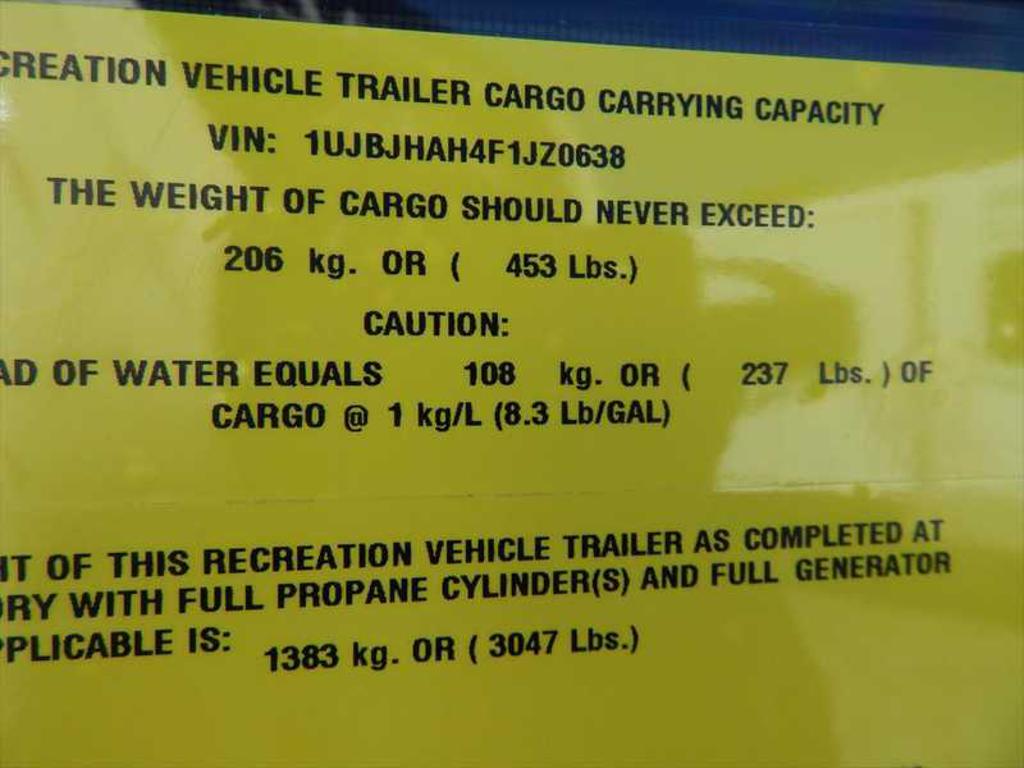 CREATION VEHICLE TRAILER CARGO CARRYING CAPACITY
VIN: 1UJBJHAH4F1JZ0638
THE WEIGHT OF CARGO SHOULD NEVER EXCEED:
206 kg. OR ( 453 Lbs.)
CAUTION:
AD OF WATER EQUALS 108 kg. OR ( 237 Lbs. ) OF
CARGO @ 1 kg/L (8.3 Lb/GAL)
HT OF THIS RECREATION VEHICLE TRAILER AS COMPLETED AT
ORY WITH FULL PROPANE CYLINDER(S) AND FULL GENERATOR
PPLICABLE IS: 1383 kg. OR ( 3047 Lbs.)